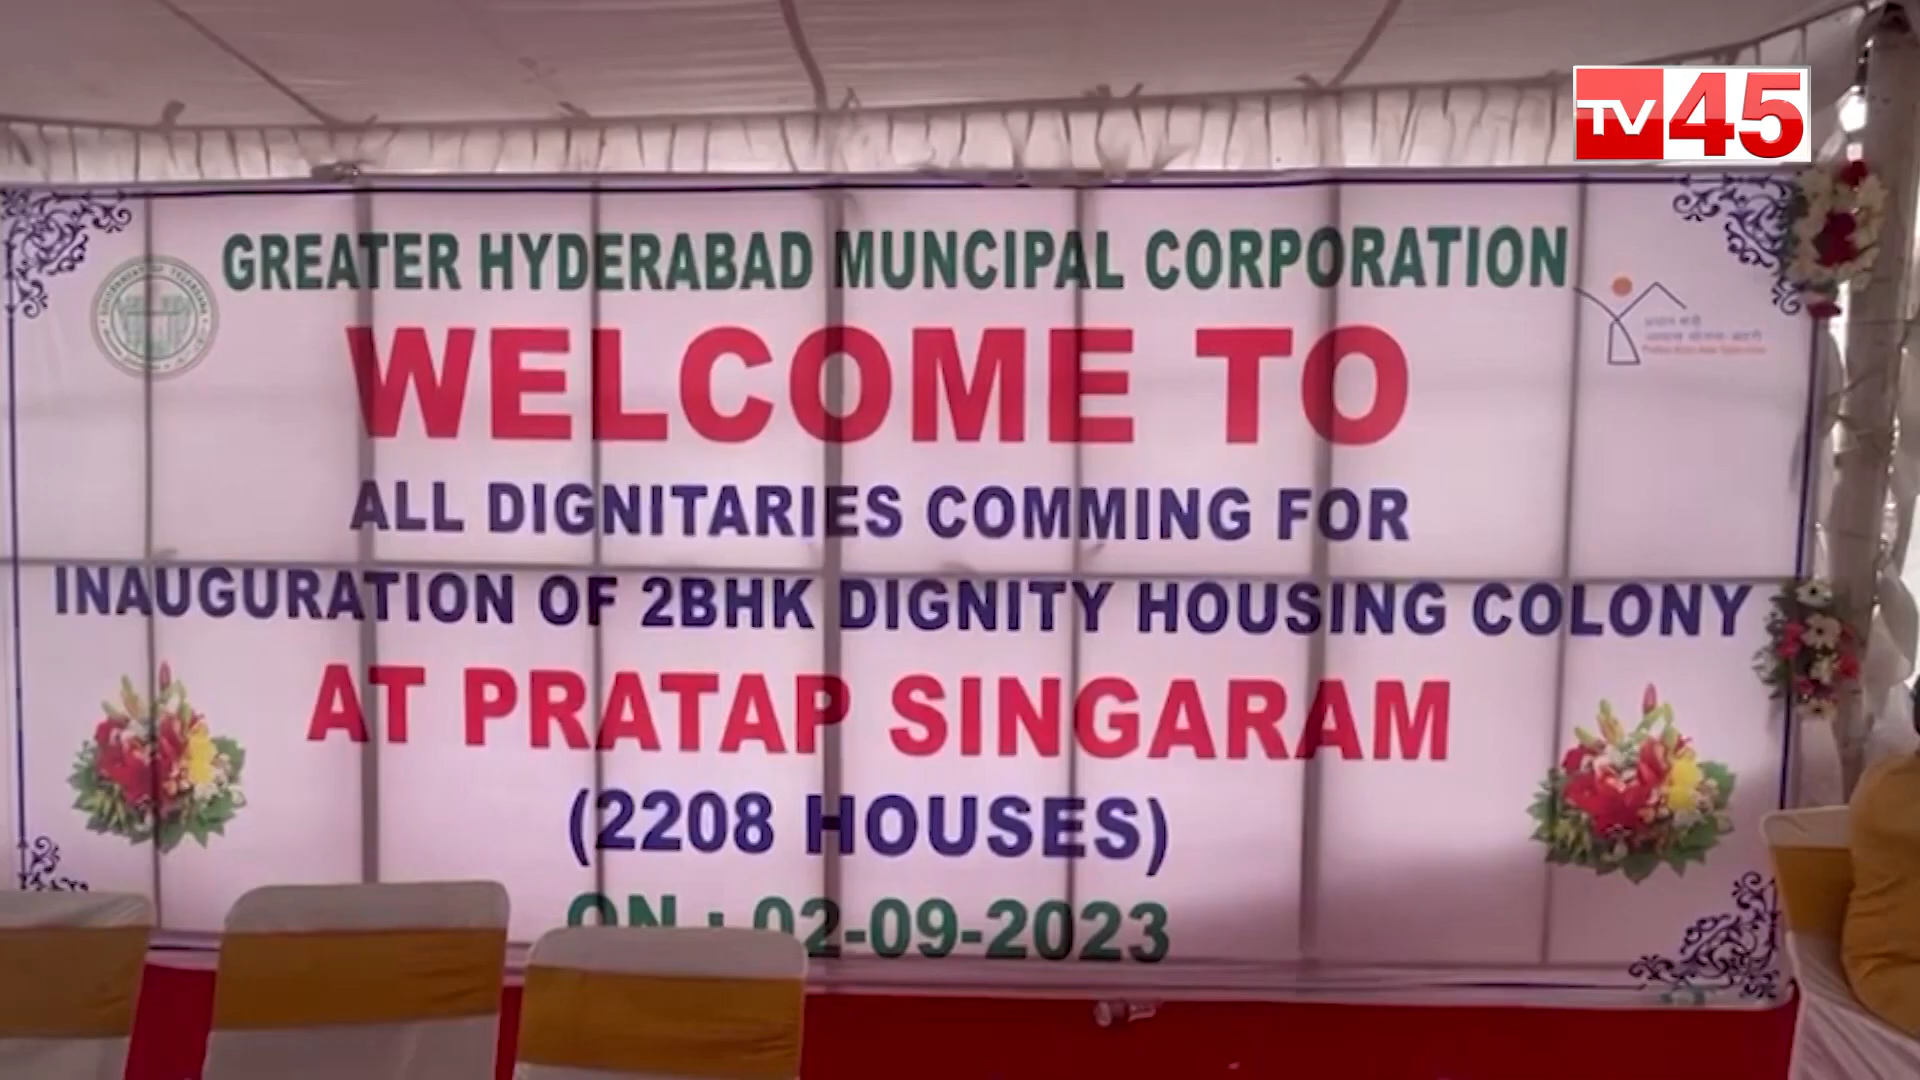 TV45
GREATER HYDERABAD MUNCIPAL CORPORATION
WELCOME TO
ALL DIGNITARIES COMMING FOR
INAUGURATION OF 2BHK DIGNITY HOUSING COLONY
AT PRATAP SINGARAM
(2208 HOUSES)
ON : 02-09-2023